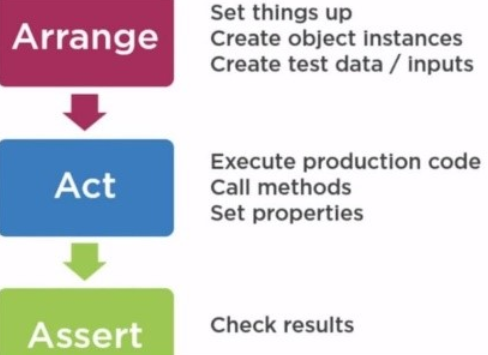 Arrange
Set things up
Create object instances
Create test data / inputs
Act
Execute production code
Call methods
Set properties
Assert
Check results